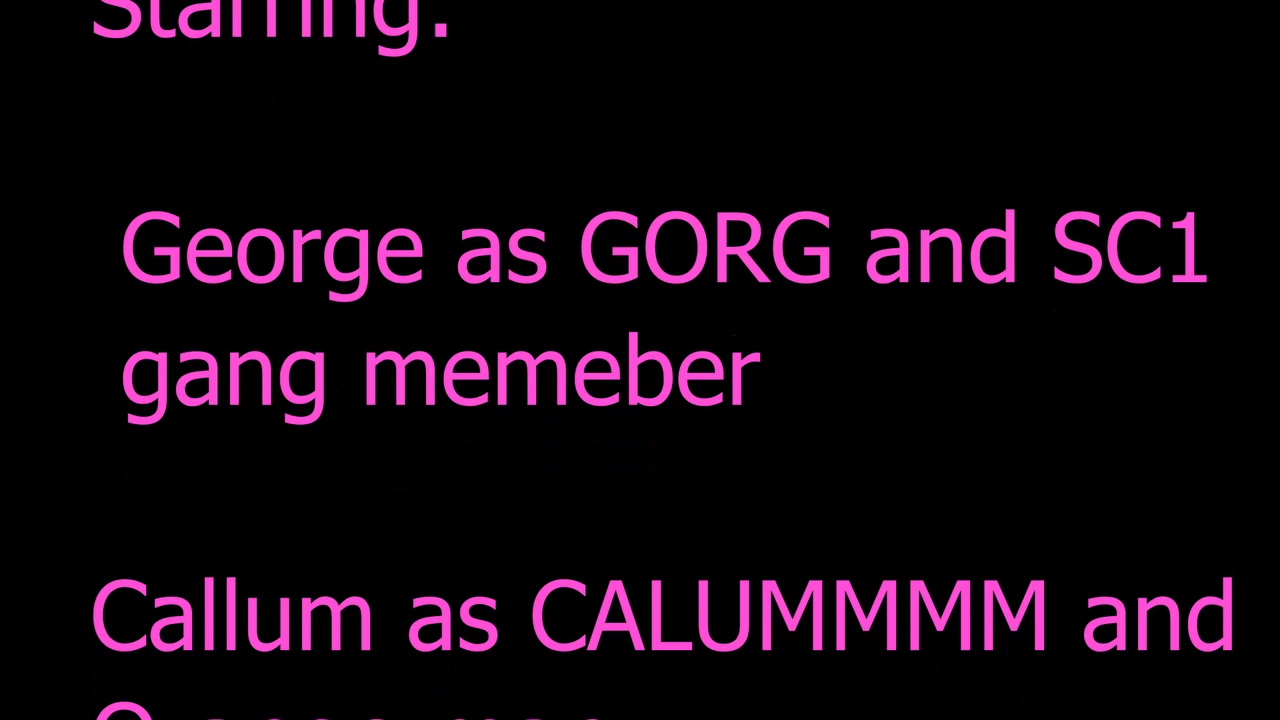 Starring:
George as GORG and SC1
gang memeber
Callum as CALUMMMM and